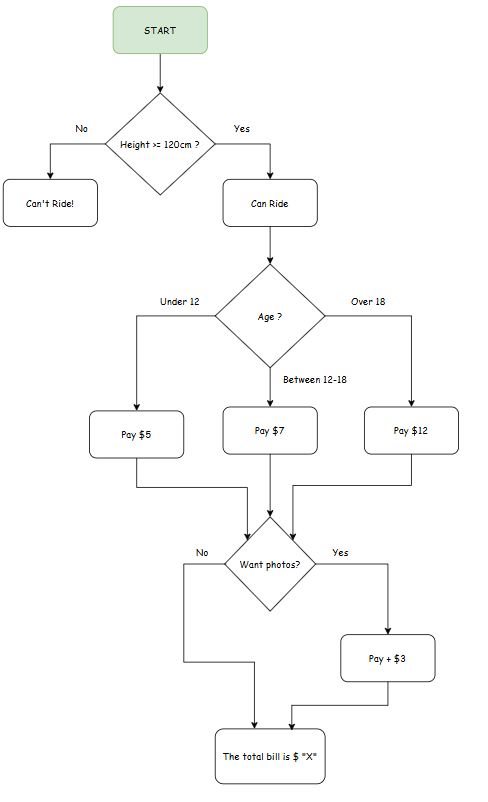 START
Height >= 120cm ?
No
Yes
Can't Ride!
Can Ride
Age ?
Under 12
Over 18
Between 12-18
Pay $5
Pay $7
Pay $12
Want photos?
No
Yes
Pay + $3
The total bill is $ "X"